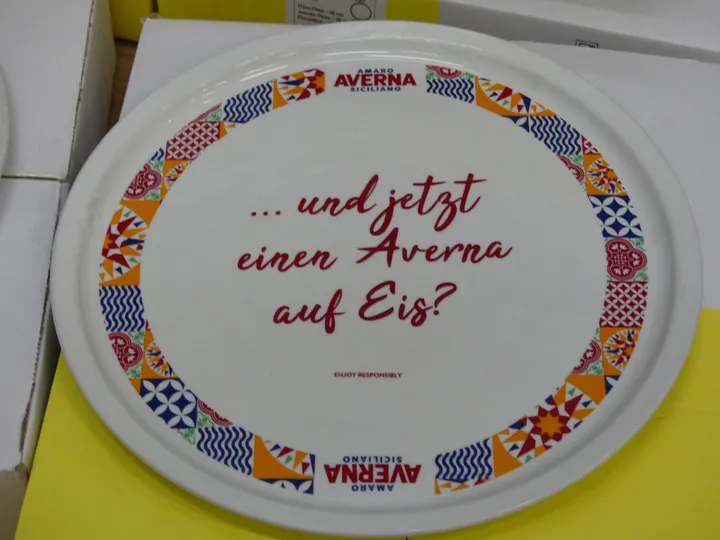 AMARO
AVERNA
SICILIANO
... und jetzt
einen Averna
auf Eis?
ENJOY RESPONSIBLY
AMARO
AVERNA
SICILIANO